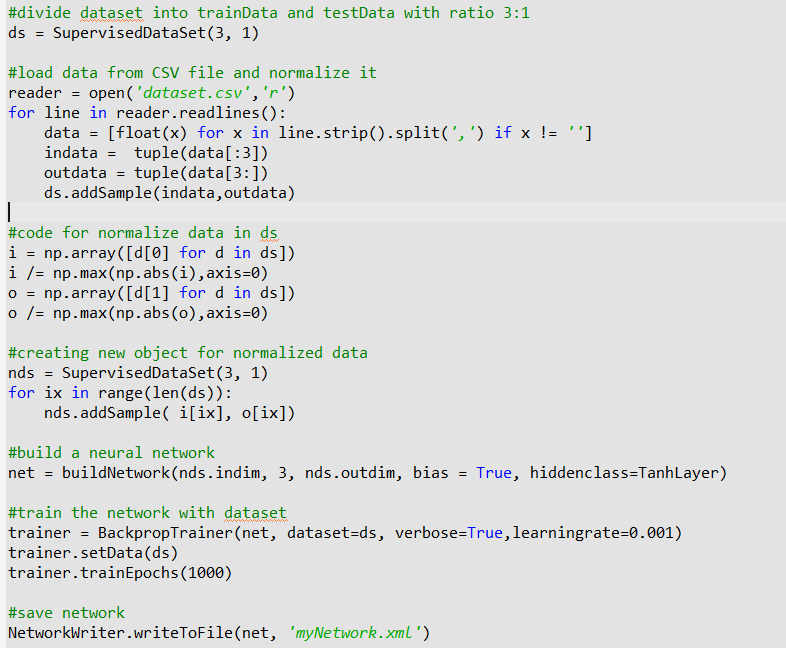 #divide dataset into trainData and testData with ratio 3:1
ds = SupervisedDataSet(3, 1)

#load data from CSV file and normalize it
reader = open('dataset.csv','r')
for line in reader.readlines():
    data = [float(x) for x in line.strip().split(',') if x != '']
    indata =  tuple(data[:3])
    outdata = tuple(data[3:])
    ds.addSample(indata,outdata)

#code for normalize data in ds
i = np.array([d[0] for d in ds])
i /= np.max(np.abs(i),axis=0)
o = np.array([d[1] for d in ds])
o /= np.max(np.abs(o),axis=0)

#creating new object for normalized data
nds = SupervisedDataSet(3, 1)
for ix in range(len(ds)):
    nds.addSample( i[ix], o[ix])

#build a neural network
net = buildNetwork(nds.indim, 3, nds.outdim, bias = True, hiddenclass=TanhLayer)

#train the network with dataset
trainer = BackpropTrainer(net, dataset=ds, verbose=True,learningrate=0.001)
trainer.setData(ds)
trainer.trainEpochs(1000)

#save network
NetworkWriter.writeToFile(net, 'myNetwork.xml')